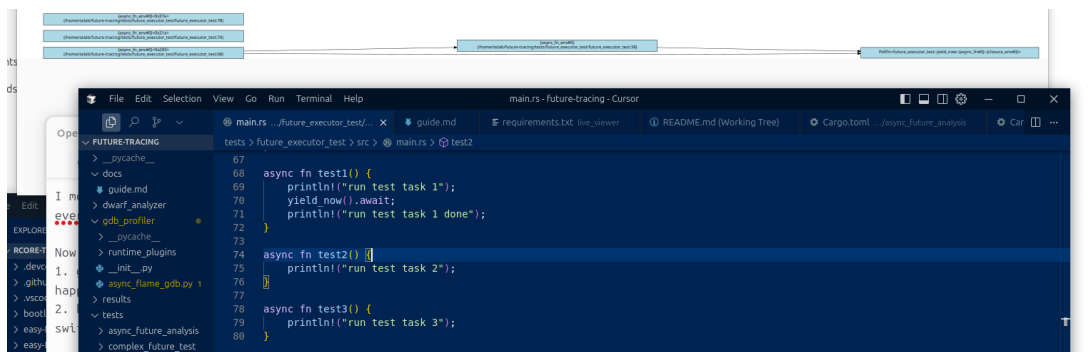 File Edit Selection View Go Run Terminal Help
main.rs - future-tracing - Cursor
main.rs .../future_executor_test/...
guide.md
requirements.txt live_viewer
README.md (Working Tree)
Cargo.toml .../async_future_analysis
Car
tests > future_executor_test > src > main.rs > test2
FUTURE-TRACING
__pycache__
docs
guide.md
dwarf_analyzer
gdb_profiler
__pycache__
runtime_plugins
__init__.py
async_flame_gdb.py 1
results
tests
async_future_analysis
complex_future_test
67
68 async fn test1() {
69 println!("run test task 1");
70 yield_now().await;
71 println!("run test task 1 done");
72 }
73
74 async fn test2() {
75 println!("run test task 2");
76 }
77
78 async fn test3() {
79 println!("run test task 3");
80 }
Ope
I m
eve
Now
1.
hap
2.
swi
Edit
EXPLORE
RCORE-T
.devc
.githu
.vsco
bootl
easy-
easy-
nts
ds